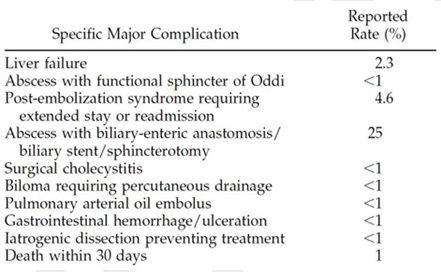 Reported
Specific Major Complication Rate (%)
Liver failure 2.3
Abscess with functional sphincter of Oddi <1
Post-embolization syndrome requiring 4.6
extended stay or readmission
Abscess with biliary-enteric anastomosis/ 25
biliary stent/sphincterotomy
Surgical cholecystitis <1
Biloma requiring percutaneous drainage <1
Pulmonary arterial oil embolus <1
Gastrointestinal hemorrhage/ulceration <1
Iatrogenic dissection preventing treatment <1
Death within 30 days 1